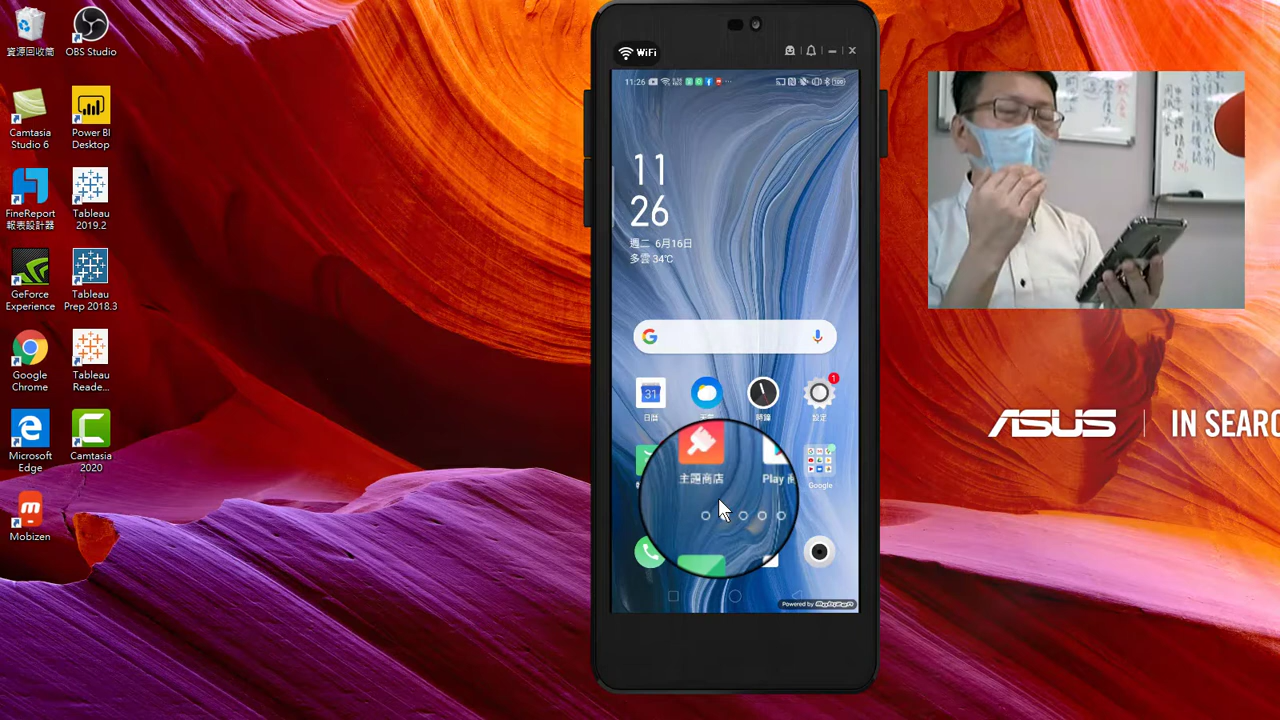 資源回收筒
OBS Studio
Camtasia
Studio 6
Power BI
Desktop
FineReport
報表設計器
Tableau
2019.2
GeForce
Experience
Tableau
Prep 2018.3
Google
Chrome
Tableau
Reade...
Microsoft
Edge
Camtasia
2020
Mobizen
WiFi
11:26
11
26
週二 6月16日
多雲 34℃
31
1
日曆
時鐘
設定
主題商店
Play
Google
Powered by
ASUS
IN SEARC